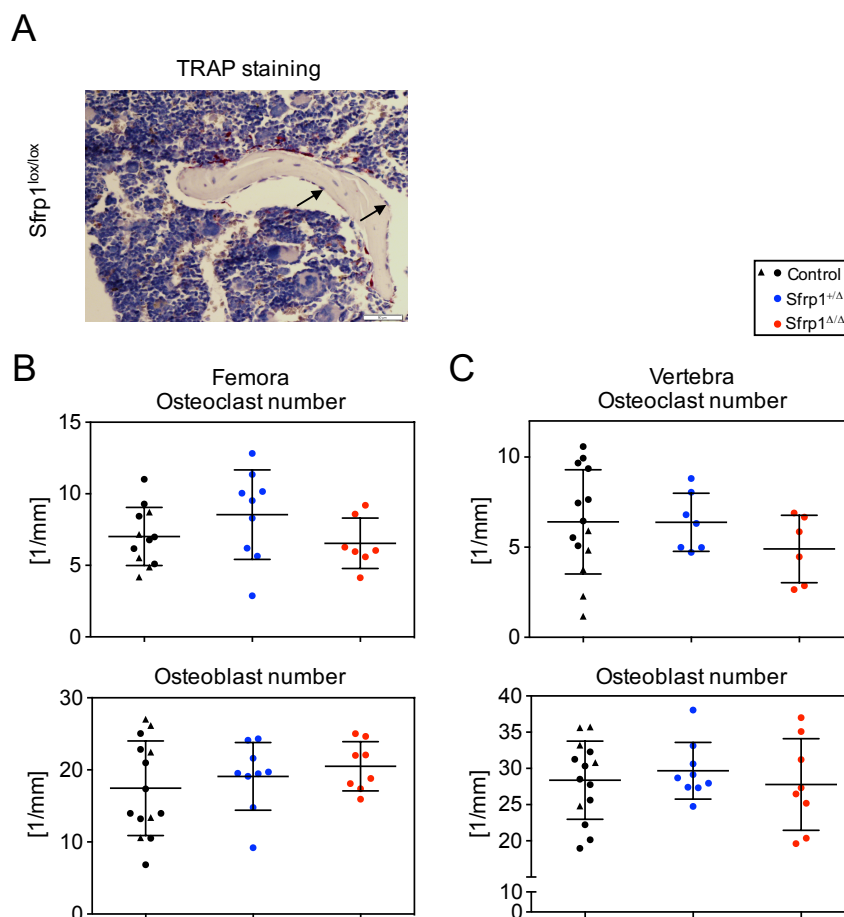 A
TRAP staining
Sfrp1lox/lox
Control
Sfrp1+/Δ
Sfrp1Δ/Δ
B
Femora
Osteoclast number
15
10
5
0
[1/mm]
Osteoblast number
30
20
10
0
[1/mm]
C
Vertebra
Osteoclast number
10
5
0
[1/mm]
Osteoblast number
40
35
30
25
20
10
0
[1/mm]